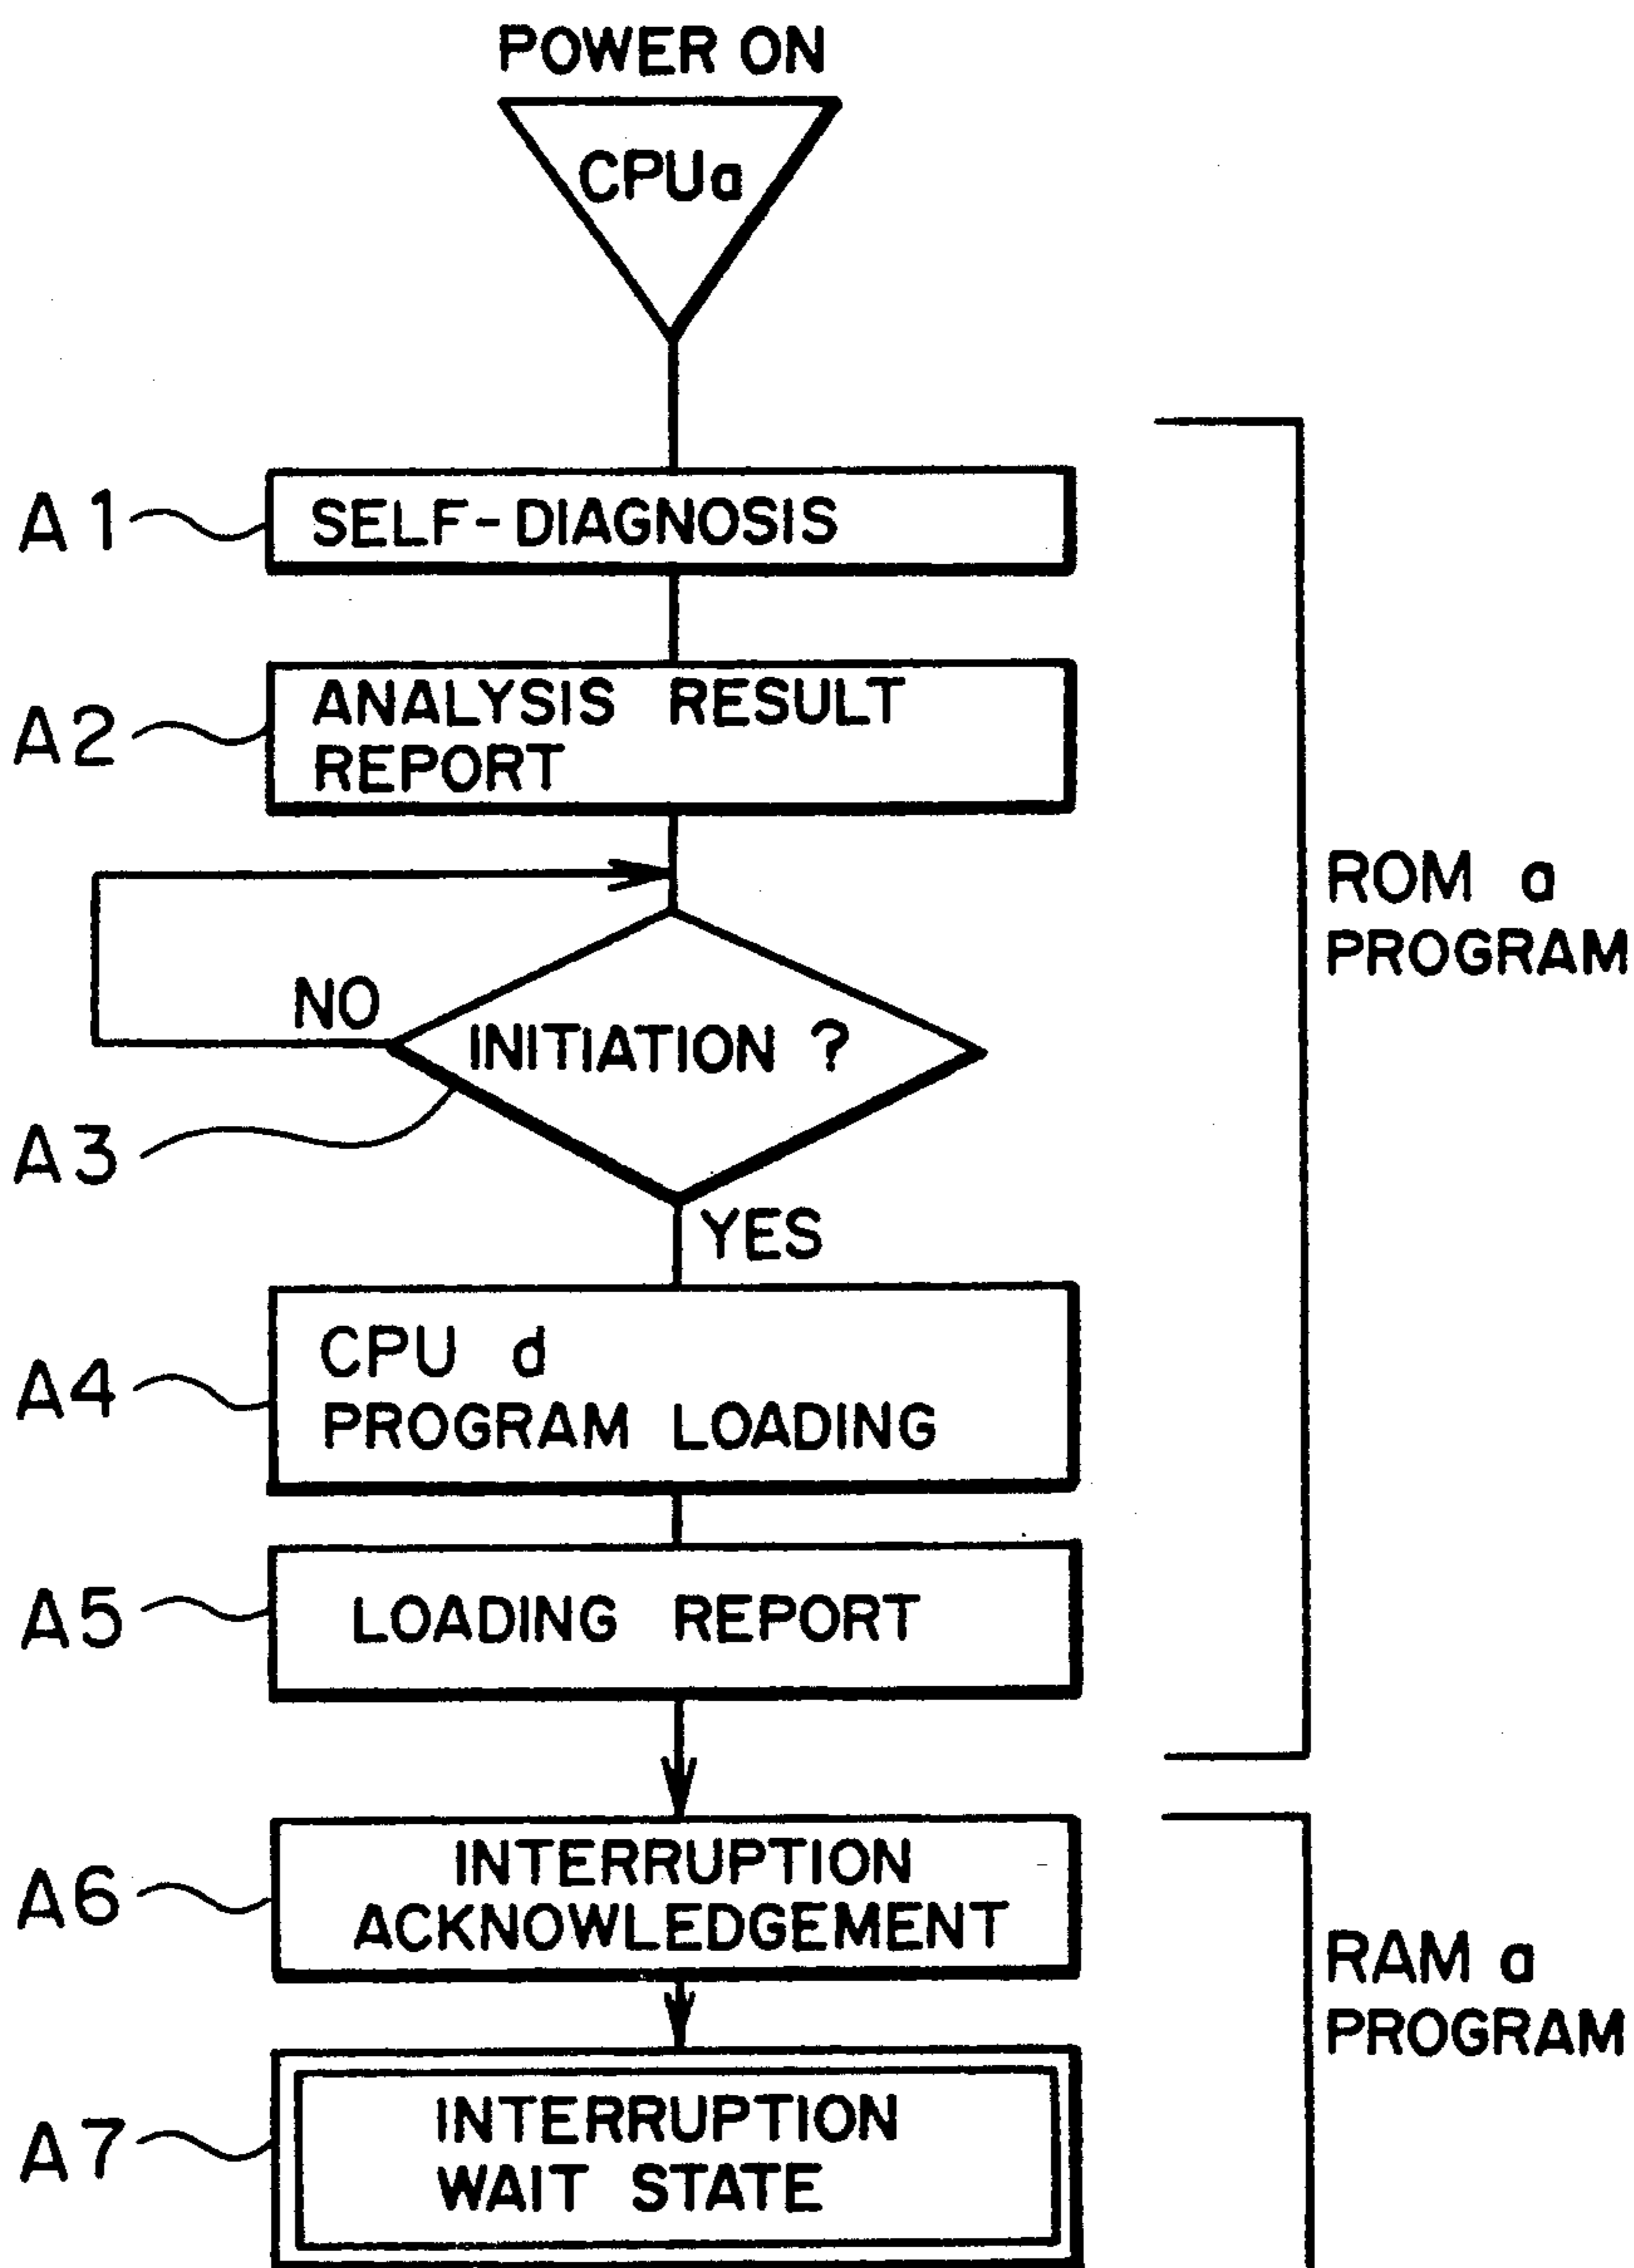 POWER ON
CPUa
A1
SELF-DIAGNOSIS
A2
ANALYSIS RESULT
REPORT
ROM a
PROGRAM
NO
INITIATION ?
A3
YES
A4
CPU d
PROGRAM LOADING
A5
LOADING REPORT
A6
INTERRUPTION
ACKNOWLEDGEMENT
RAM a
PROGRAM
A7
INTERRUPTION
WAIT STATE